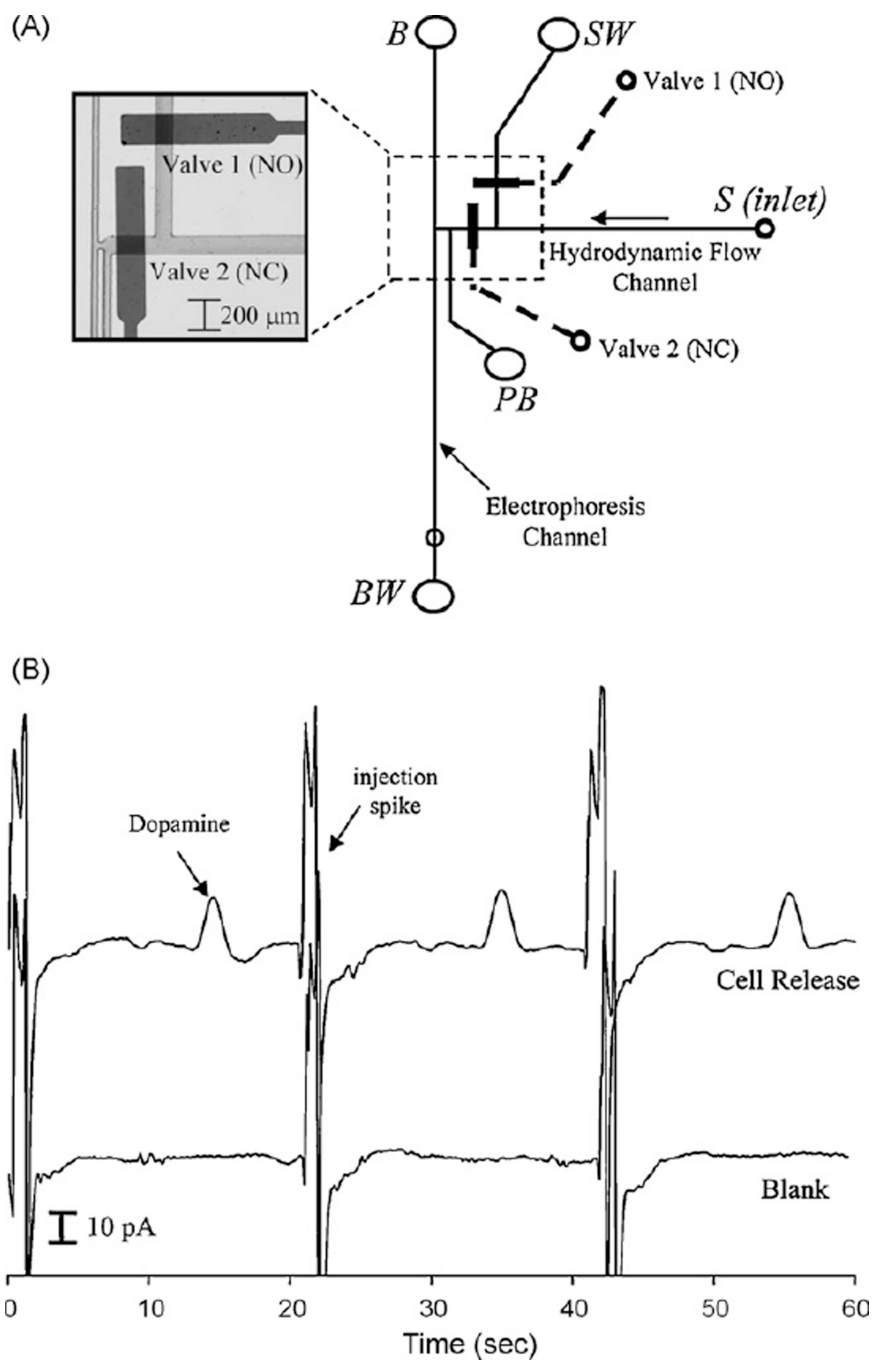 (A)
B
SW
Valve 1 (NO)
Valve 1 (NO)
S (inlet)
Hydrodynamic Flow
Channel
Valve 2 (NC)
200 μm
Valve 2 (NC)
PB
Electrophoresis
Channel
BW
(B)
injection
spike
Dopamine
Cell Release
Blank
10 pA
0 10 20 30 40 50 60
Time (sec)